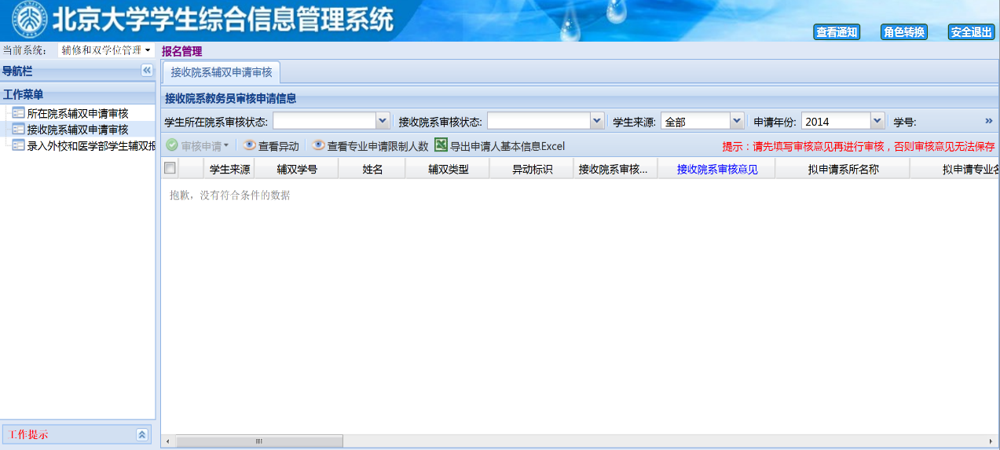 北京大学学生综合信息管理系统
查看通知 角色转换 安全退出
当前系统: 辅修和双学位管理 报名管理
导航栏
接收院系辅双申请审核
工作菜单
接收院系教务员审核申请信息
所在院系辅双申请审核
接收院系辅双申请审核
录入外校和医学部学生辅双报
学生所在院系审核状态: 接收院系审核状态: 学生来源: 全部 申请年份: 2014 学号:
审核申请 查看异动 查看专业申请限制人数 导出申请人基本信息Excel 提示：请先填写审核意见再进行审核，否则审核意见无法保存
学生来源 辅双学号 姓名 辅双类型 异动标识 接收院系审核... 接收院系审核意见 拟申请系所名称 拟申请专业名
抱歉，没有符合条件的数据
工作提示